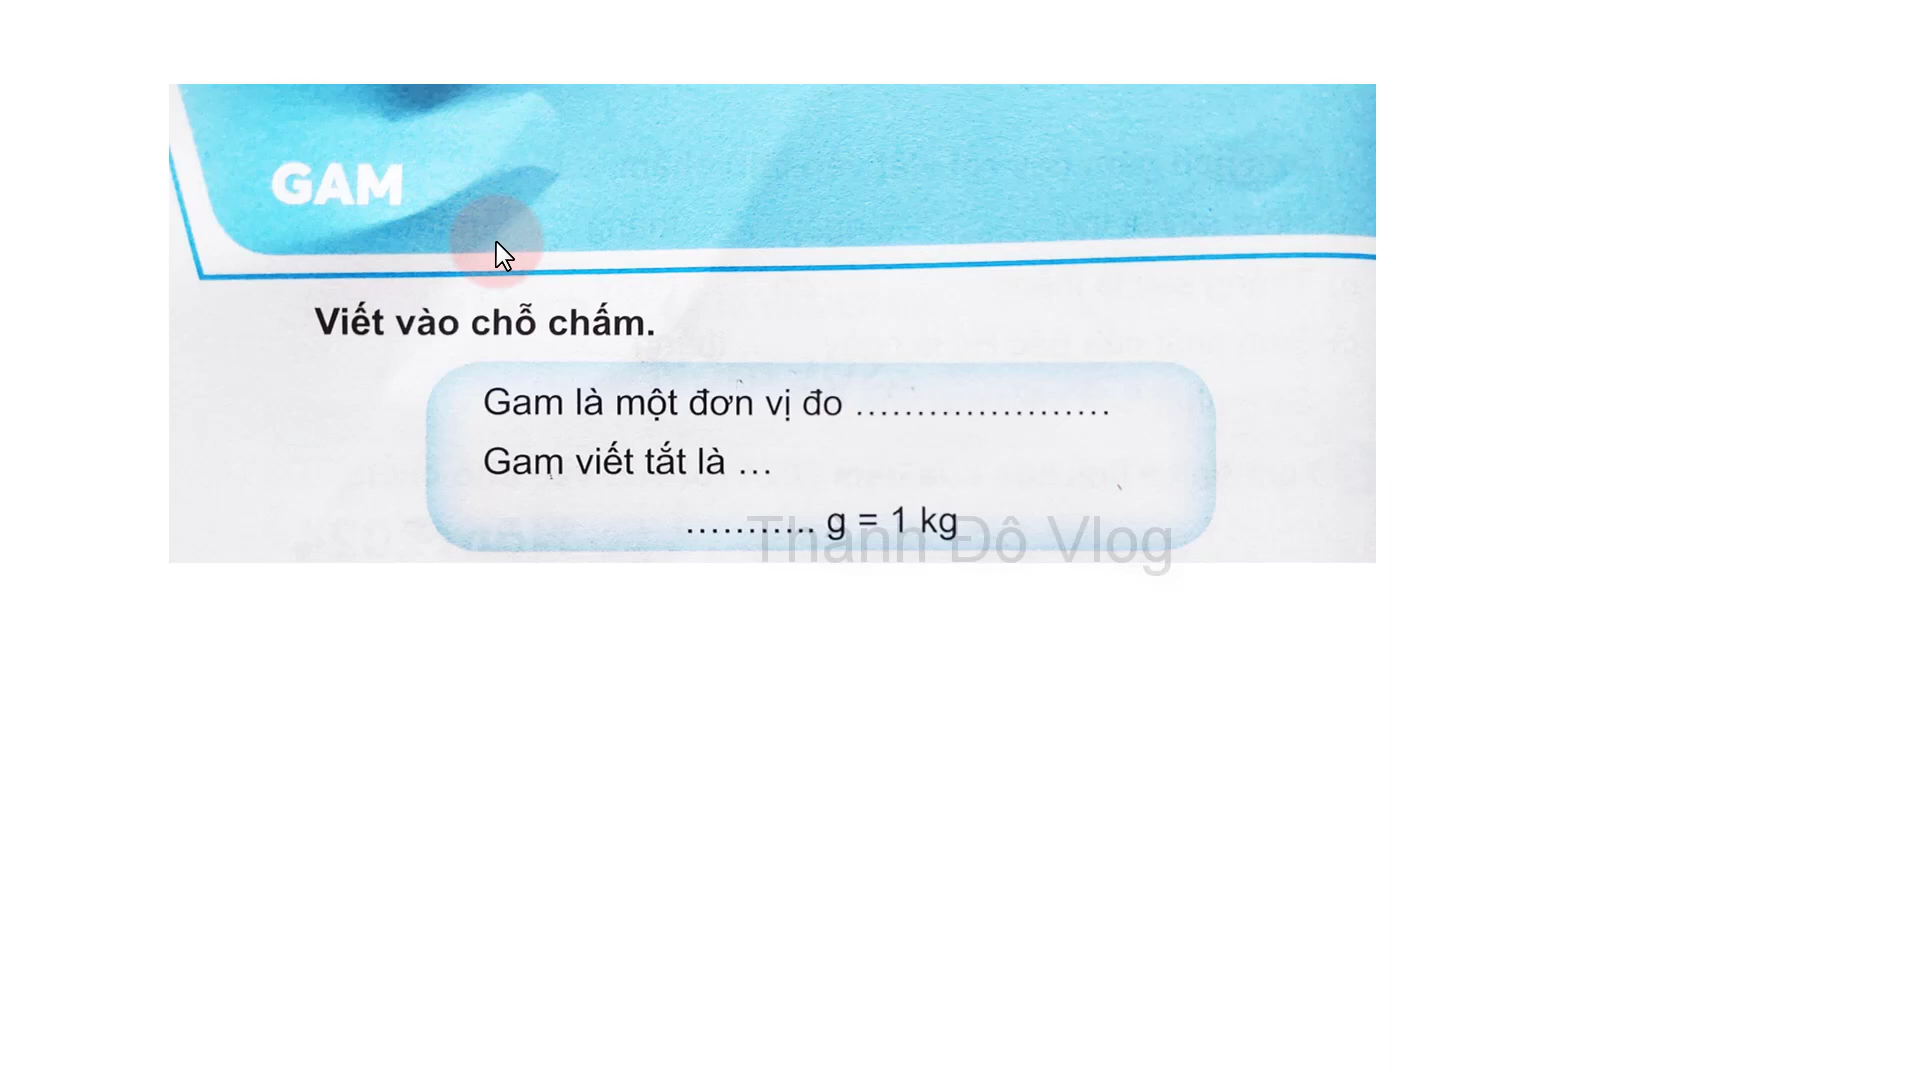 GAM
Viết vào chỗ chấm.
Gam là một đơn vị đo .....................
Gam viết tắt là ...
........... g = 1 kg
Thanh Đô Vlog